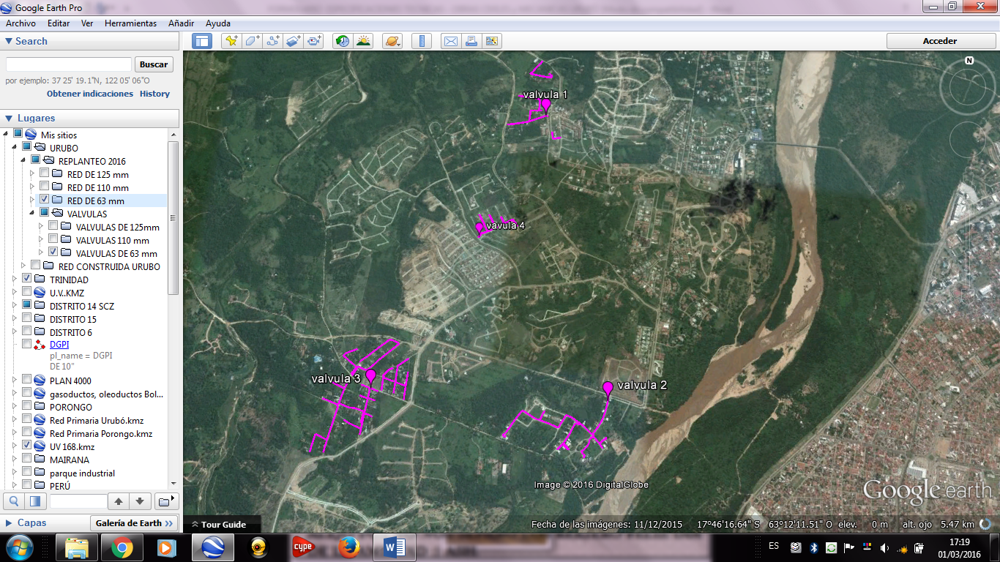 Google Earth Pro
Archivo Editar Ver Herramientas Añadir Ayuda
Search
Buscar
por ejemplo: 37 25' 19.1"N, 122 05' 06"O
Obtener indicaciones History
Lugares
Mis sitios
URUBO
REPLANTEO 2016
RED DE 125 mm
RED DE 110 mm
RED DE 63 mm
VALVULAS
VALVULAS DE 125mm
VALVULAS 110 mm
VALVULAS DE 63 mm
RED CONSTRUIDA URUBO
TRINIDAD
U.V..KMZ
DISTRITO 14 SCZ
DISTRITO 15
DISTRITO 6
DGPI
pl_name = DGPI
DE 10"
PLAN 4000
gasoductos, oleoductos Bol...
PORONGO
Red Primaria Urubó.kmz
Red Primaria Porongo.kmz
UV 168.kmz
MAIRANA
parque industrial
PERÚ
Capas
Galería de Earth
Acceder
N
valvula 1
vavula 4
valvula 3
valvula 2
Image © 2016 DigitalGlobe
Google earth
Tour Guide
Fecha de las imágenes: 11/12/2015 17°46'16.64" S 63°12'11.51" O elev. 0 m alt. ojo 5.47 km
cype
W
ES
17:19
01/03/2016